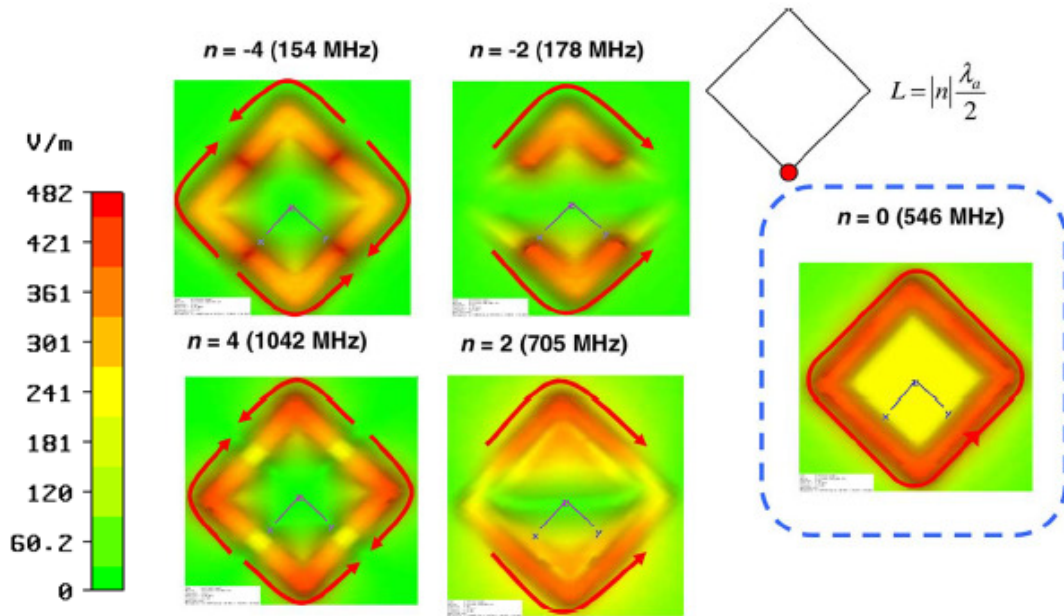 n = -4 (154 MHz)
n = -2 (178 MHz)
L = |n| λa/2
V/m
482
421
361
301
241
181
120
60.2
0
n = 0 (546 MHz)
n = 4 (1042 MHz)
n = 2 (705 MHz)